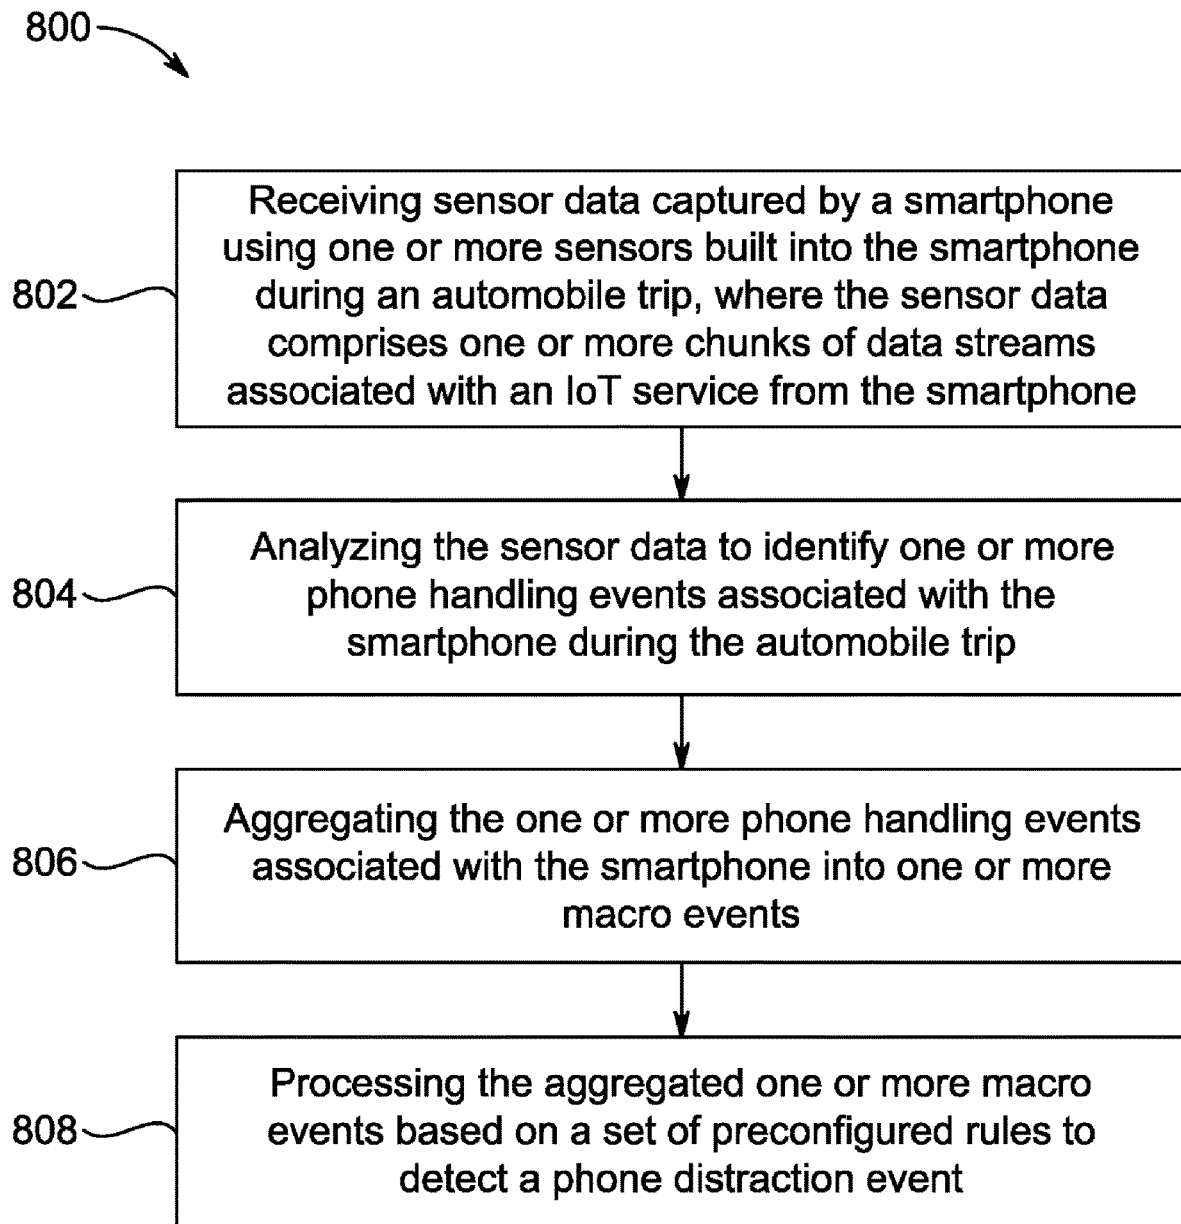 800
Receiving sensor data captured by a smartphone
using one or more sensors built into the smartphone
802
during an automobile trip, where the sensor data
comprises one or more chunks of data streams
associated with an IoT service from the smartphone
Analyzing the sensor data to identify one or more
804
phone handling events associated with the
smartphone during the automobile trip
Aggregating the one or more phone handling events
806
associated with the smartphone into one or more
macro events
Processing the aggregated one or more macro
808
events based on a set of preconfigured rules to
detect a phone distraction event